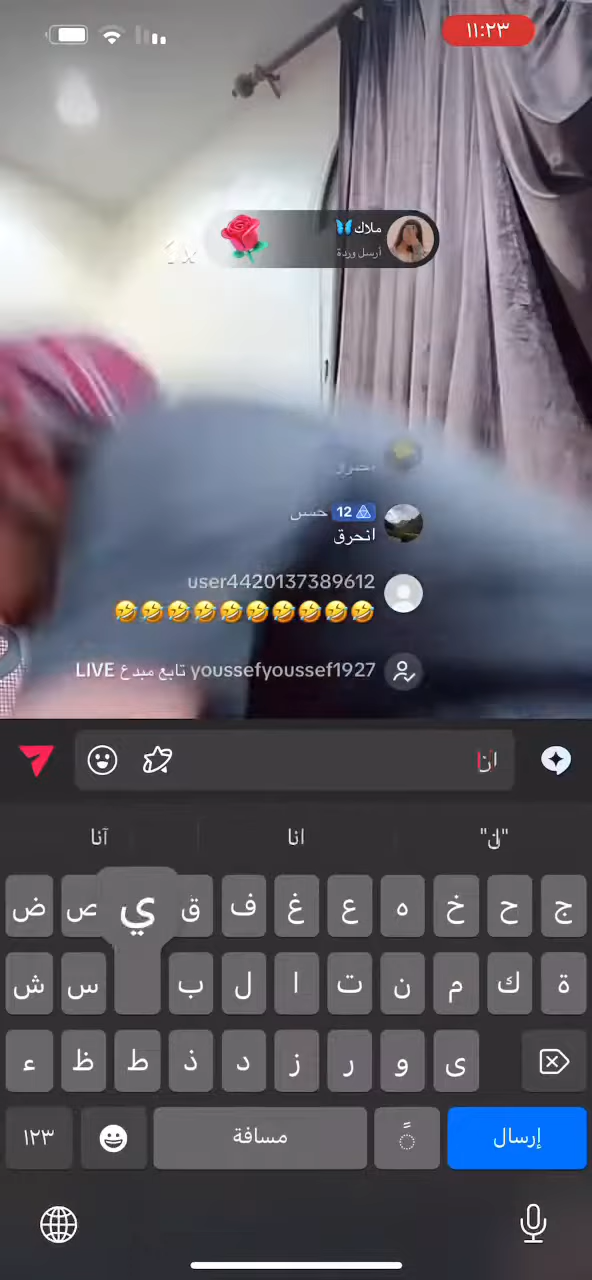 ١١:٢٣
ملاك🦋
أرسل وردة
حسن 12
انحرق
user4420137389612
🤣🤣🤣🤣🤣🤣🤣🤣🤣🤣
youssefyoussef1927 تابع مبدع LIVE
ان
"ان" انا آنا
ج ح خ ه ع غ ف ق ي ص ض
ة ك م ن ت ا ل ب س ش
ى و ر ز د ذ ط ظ ء
إرسال مسافة ١٢٣